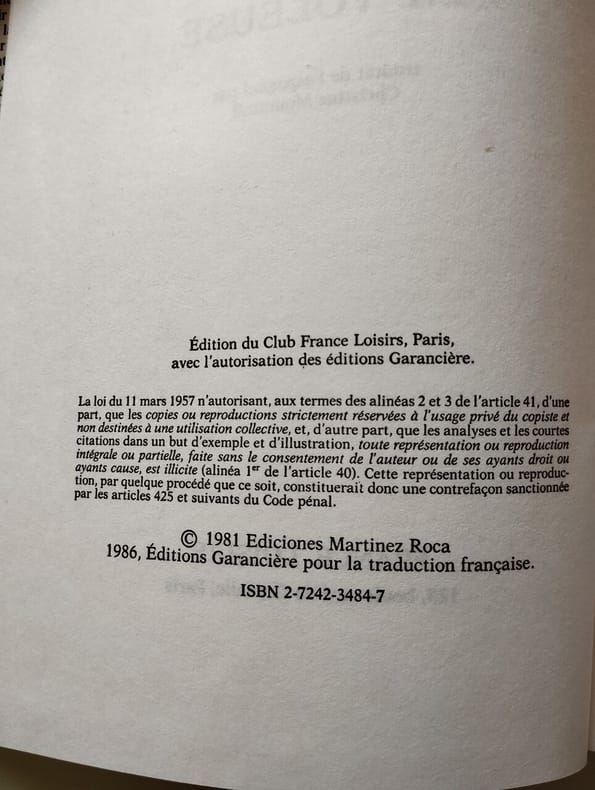 Édition du Club France Loisirs, Paris,
avec l'autorisation des éditions Garancière.
La loi du 11 mars 1957 n'autorisant, aux termes des alinéas 2 et 3 de l'article 41, d'une
part, que les copies ou reproductions strictement réservées à l'usage privé du copiste et
non destinées à une utilisation collective, et, d'autre part, que les analyses et les courtes
citations dans un but d'exemple et d'illustration, toute représentation ou reproduction
intégrale ou partielle, faite sans le consentement de l'auteur ou de ses ayants droit ou
ayants cause, est illicite (alinéa 1er de l'article 40). Cette représentation ou reproduc-
tion, par quelque procédé que ce soit, constituerait donc une contrefaçon sanctionnée
par les articles 425 et suivants du Code pénal.
© 1981 Ediciones Martinez Roca
1986, Éditions Garancière pour la traduction française.
ISBN 2-7242-3484-7